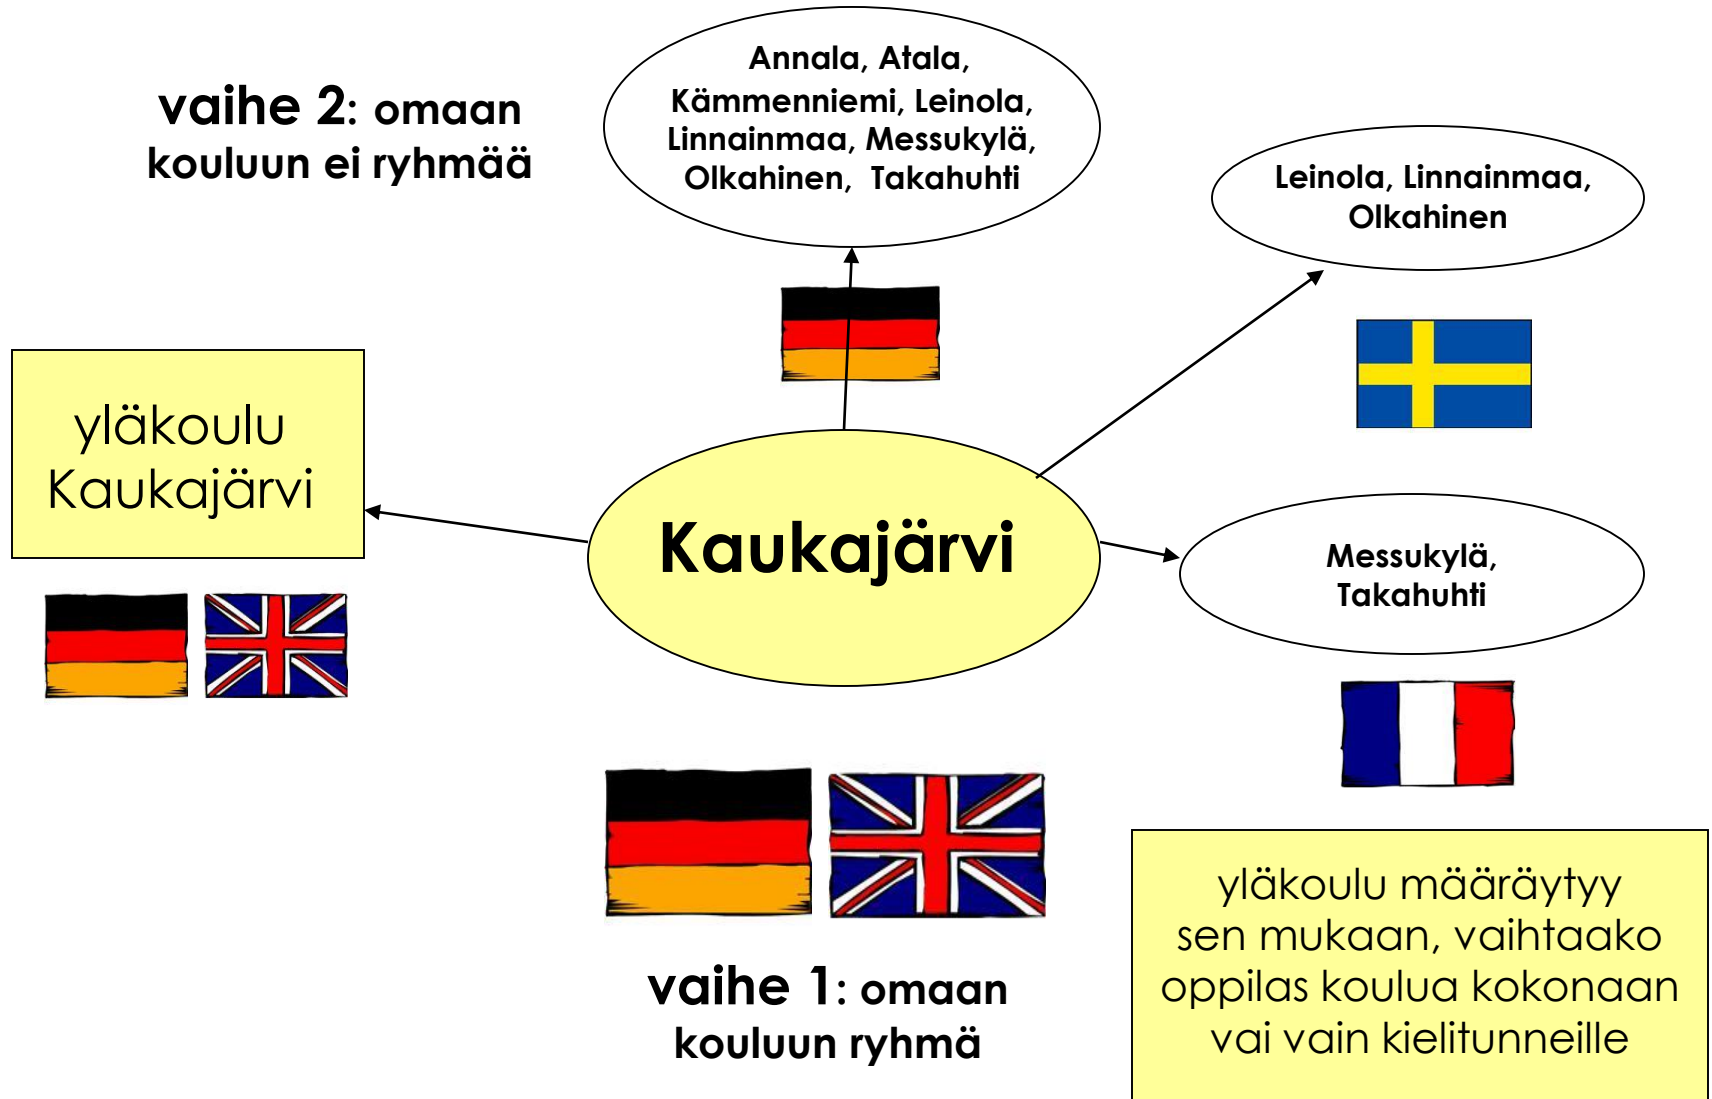 vaihe 2: omaan
kouluun ei ryhmää
Annala, Atala,
Kämmenniemi, Leinola,
Linnainmaa, Messukylä,
Olkahinen, Takahuhti
Leinola, Linnainmaa,
Olkahinen
yläkoulu
Kaukajärvi
Kaukajärvi
Messukylä,
Takahuhti
vaihe 1: omaan
kouluun ryhmä
yläkoulu määräytyy
sen mukaan, vaihtaako
oppilas koulua kokonaan
vai vain kielitunneille